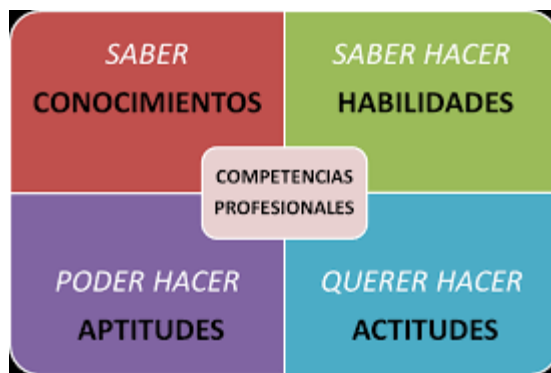 SABER
CONOCIMIENTOS
SABER HACER
HABILIDADES
COMPETENCIAS
PROFESIONALES
PODER HACER
APTITUDES
QUERER HACER
ACTITUDES